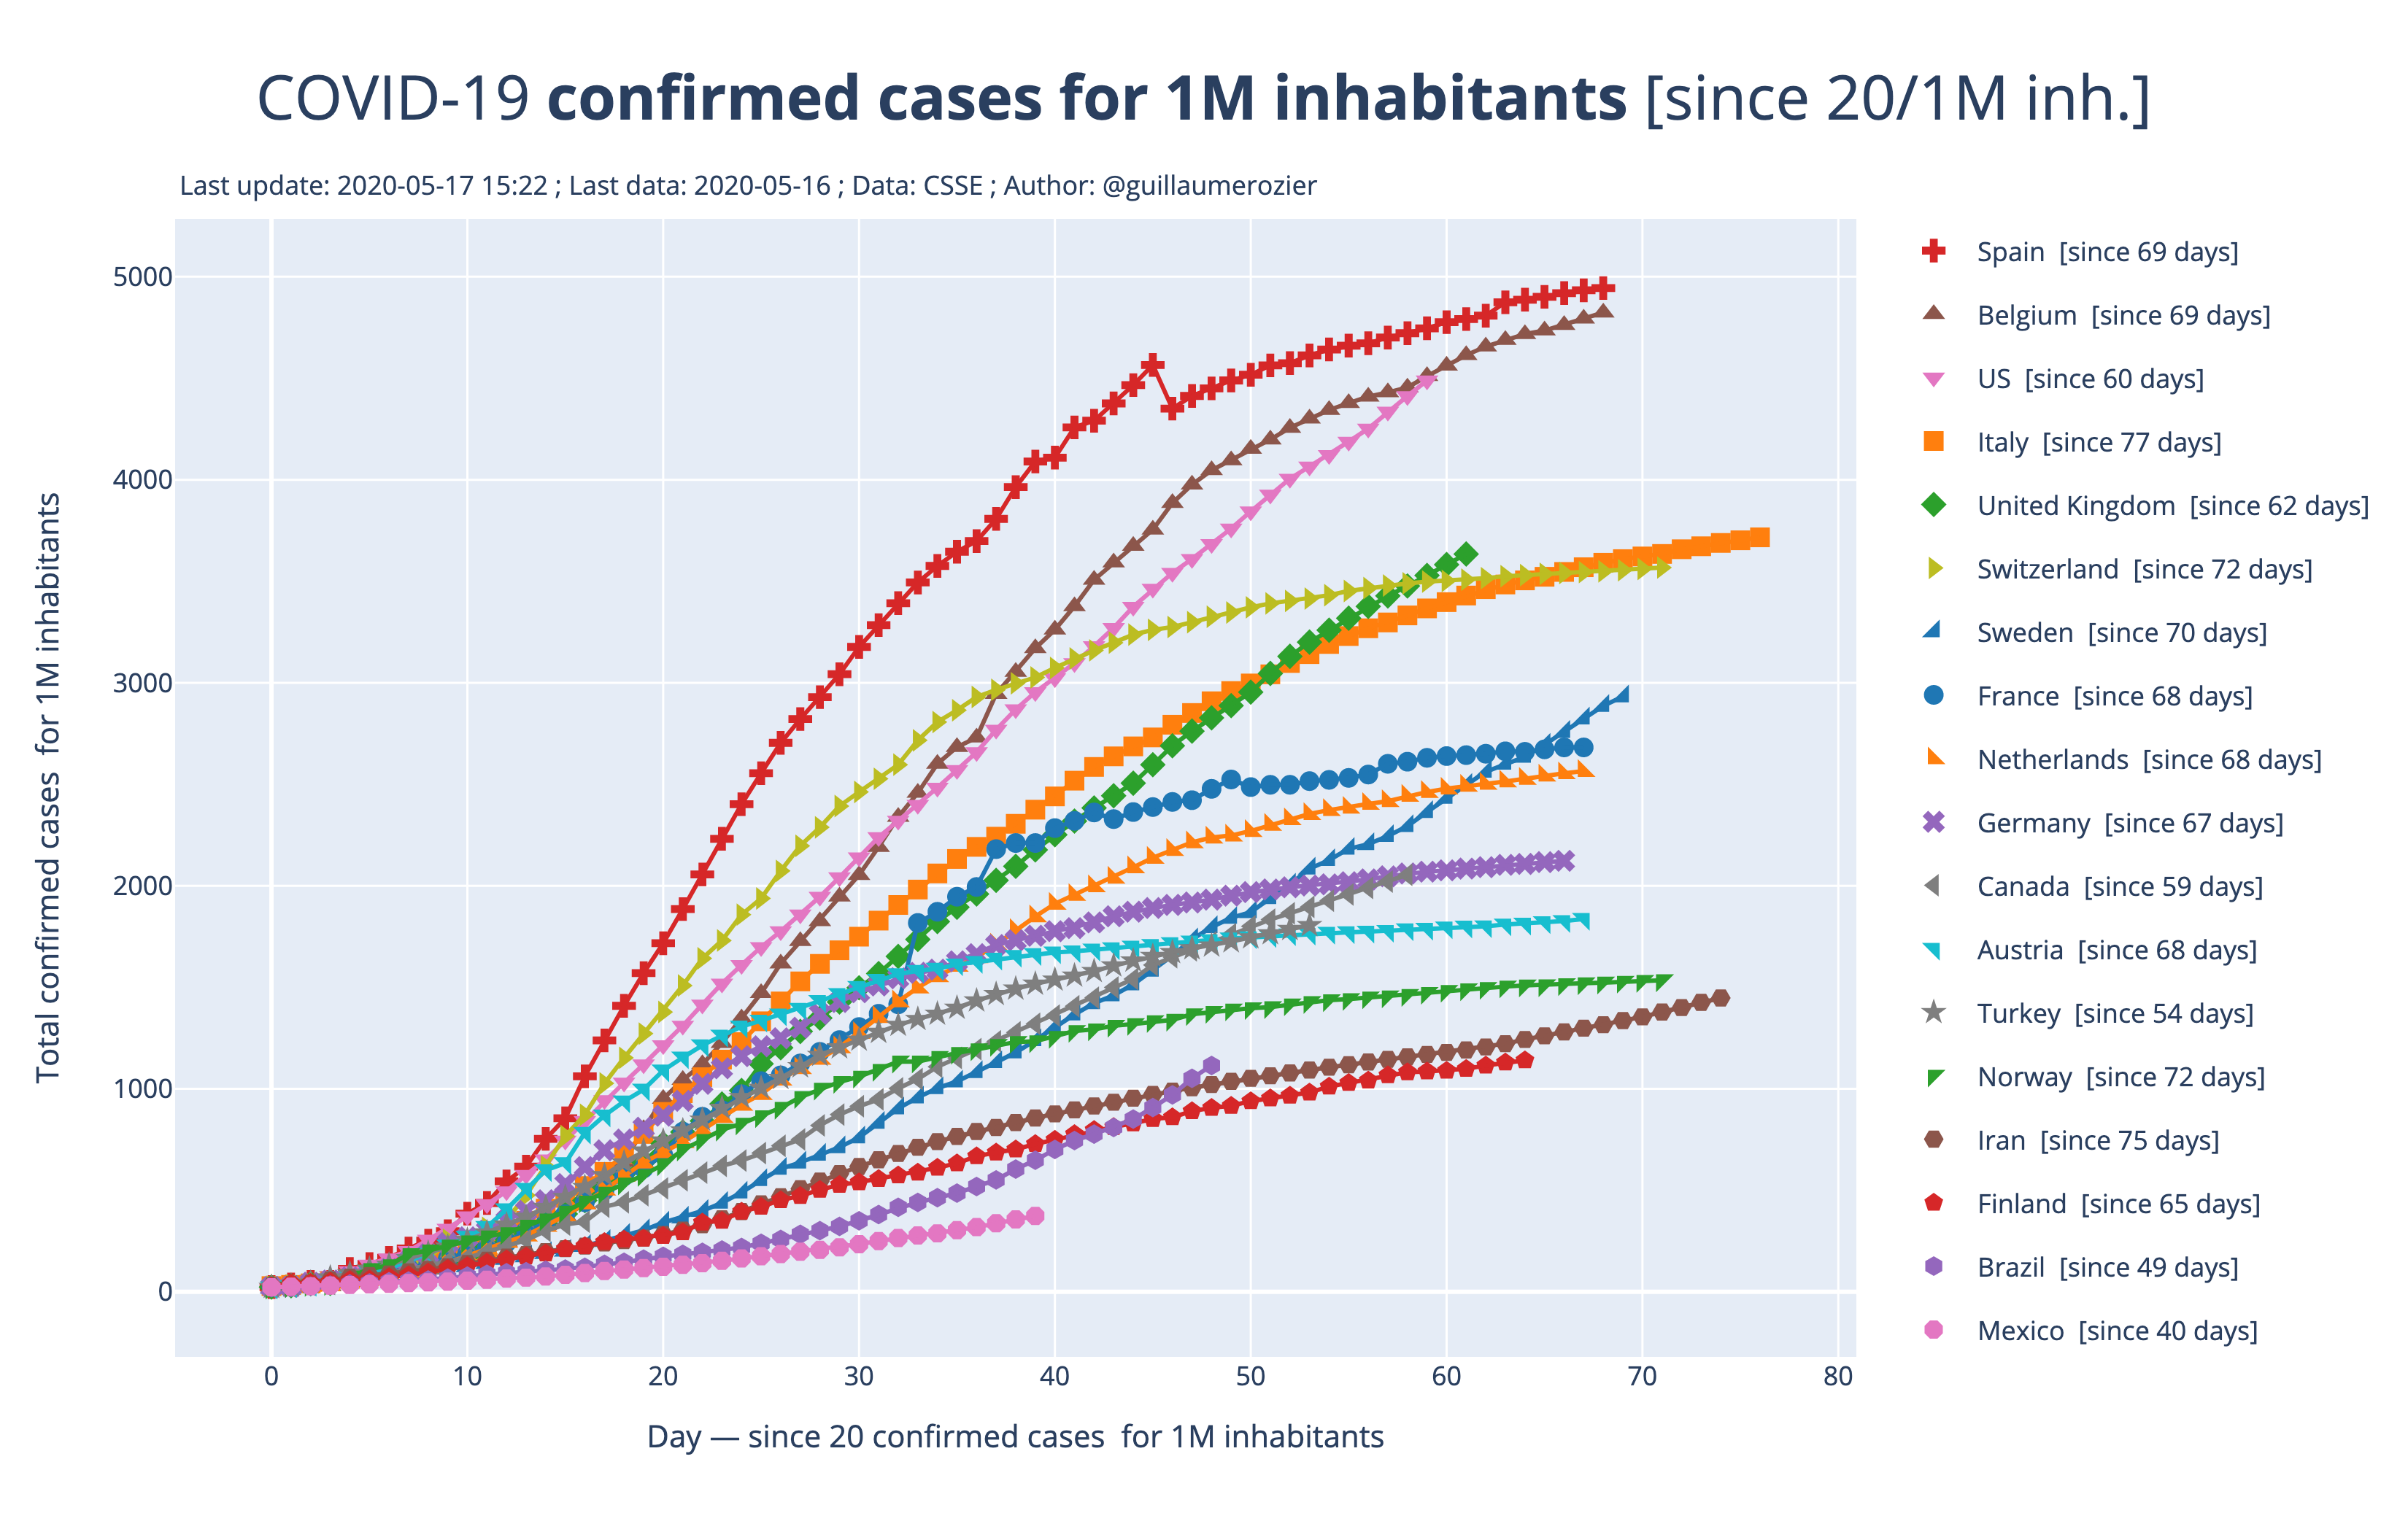 COVID-19 confirmed cases for 1M inhabitants [since 20/1M inh.]
Last update: 2020-05-17 15:22 ; Last data: 2020-05-16 ; Data: CSSE ; Author: @guillaumerozier
Total confirmed cases for 1M inhabitants
5000
4000
3000
2000
1000
0
0 10 20 30 40 50 60 70 80
Day — since 20 confirmed cases for 1M inhabitants
Spain [since 69 days]
Belgium [since 69 days]
US [since 60 days]
Italy [since 77 days]
United Kingdom [since 62 days]
Switzerland [since 72 days]
Sweden [since 70 days]
France [since 68 days]
Netherlands [since 68 days]
Germany [since 67 days]
Canada [since 59 days]
Austria [since 68 days]
Turkey [since 54 days]
Norway [since 72 days]
Iran [since 75 days]
Finland [since 65 days]
Brazil [since 49 days]
Mexico [since 40 days]